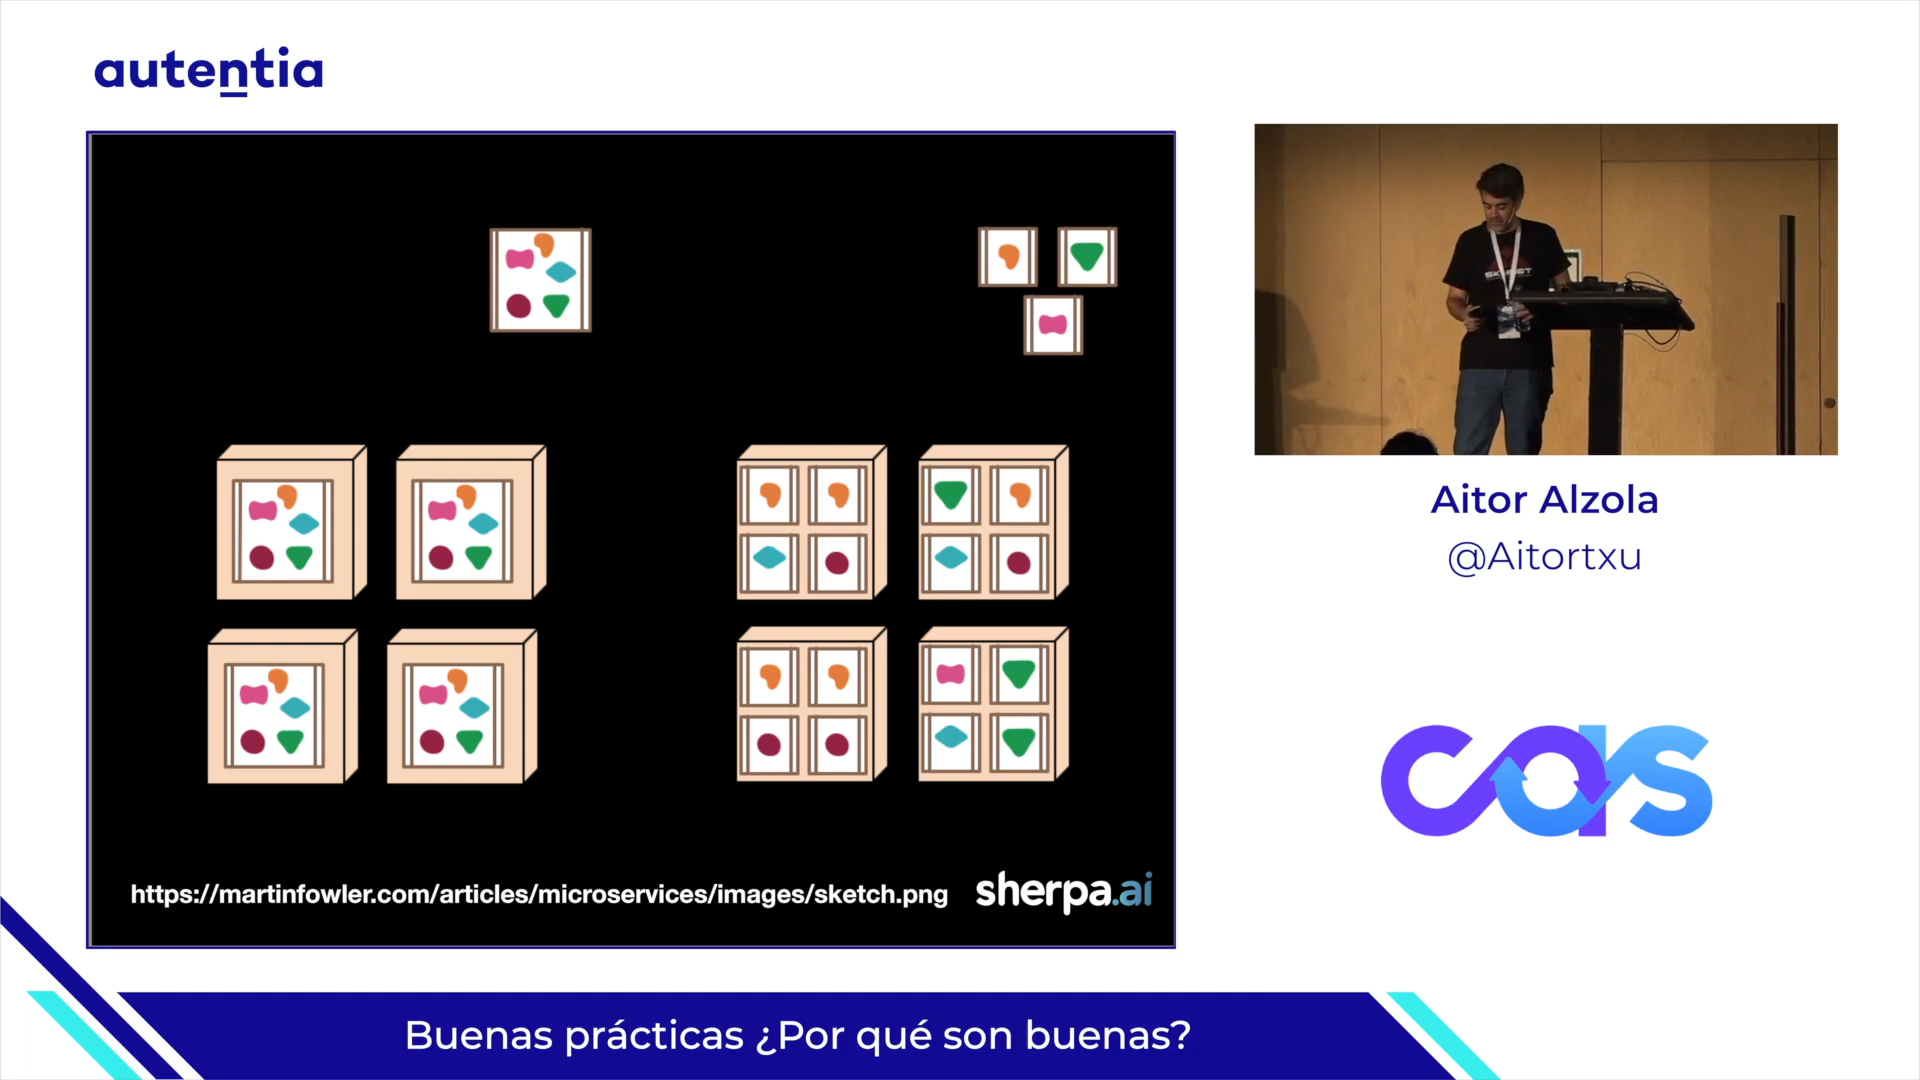 autentia
https://martinfowler.com/articles/microservices/images/sketch.png
sherpa.ai
Aitor Alzola
@Aitortxu
cas
Buenas prácticas ¿Por qué son buenas?